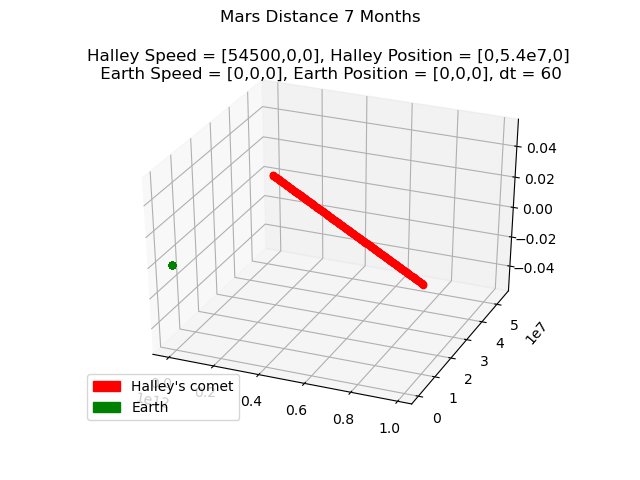 Mars Distance 7 Months
Halley Speed = [54500,0,0], Halley Position = [0,5.4e7,0]
Earth Speed = [0,0,0], Earth Position = [0,0,0], dt = 60
0.04
0.02
0.00
−0.02
−0.04
1e7
5
4
3
2
1
0
0.2
0.4
0.6
0.8
1.0
Halley's comet
Earth